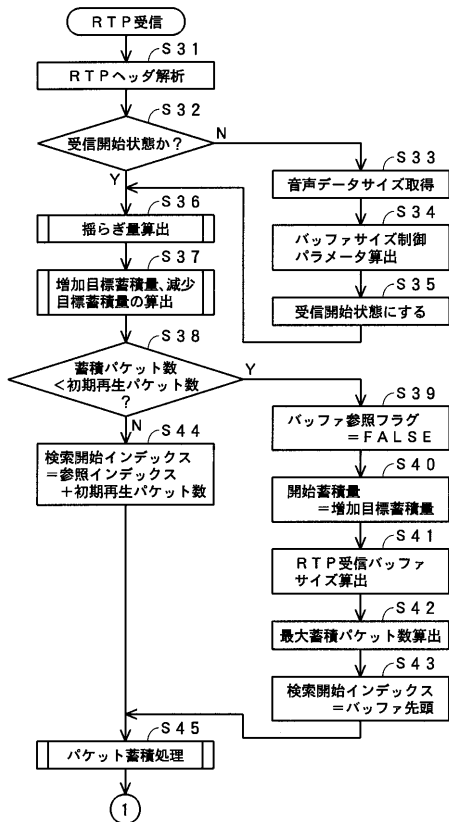 RTP受信
S31
RTPヘッダ解析
S32
受信開始状態か?
N
Y
S33
音声データサイズ取得
S34
バッファサイズ制御
パラメータ算出
S35
受信開始状態にする
S36
揺らぎ量算出
S37
増加目標蓄積量、減少
目標蓄積量の算出
S38
蓄積パケット数
<初期再生パケット数
?
Y
N
S39
バッファ参照フラグ
=FALSE
S40
開始蓄積量
=増加目標蓄積量
S41
RTP受信バッファ
サイズ算出
S42
最大蓄積パケット数算出
S43
検索開始インデックス
=バッファ先頭
S44
検索開始インデックス
=参照インデックス
+初期再生パケット数
S45
パケット蓄積処理
1